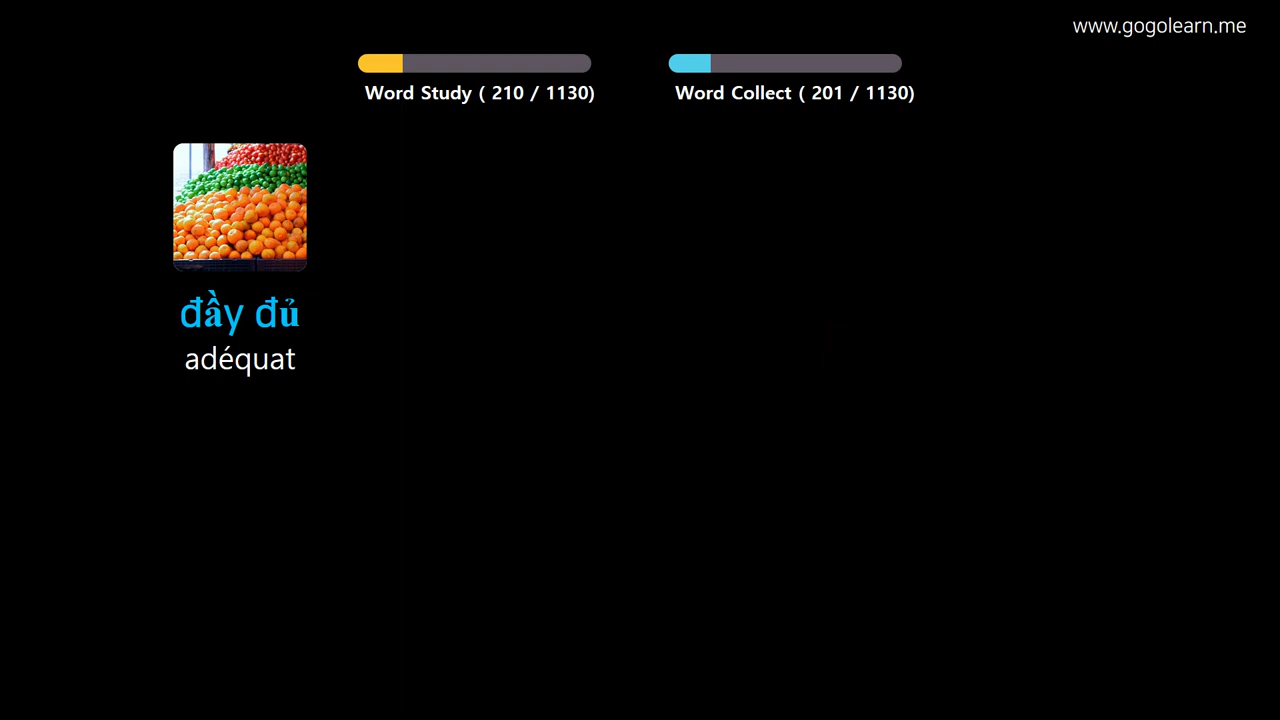 www.gogolearn.me
Word Study ( 210 / 1130)
Word Collect ( 201 / 1130)
đầy đủ
adéquat